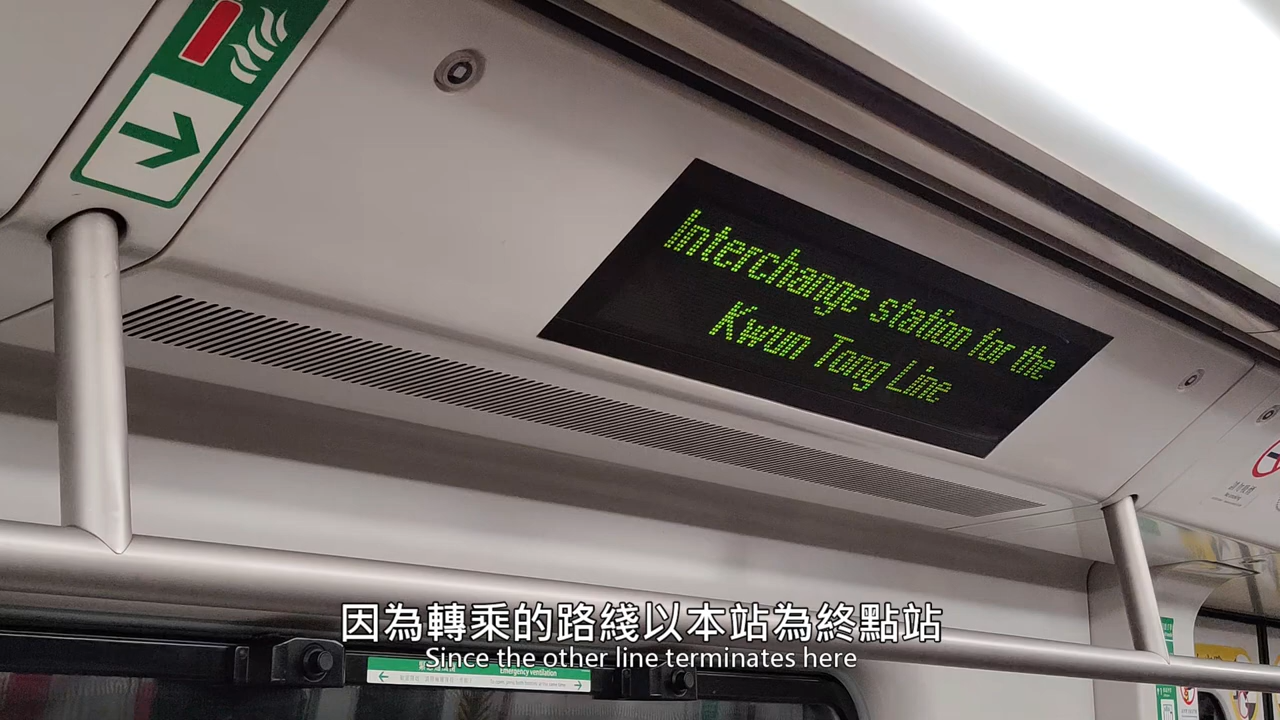 Interchange station for the
Kwun Tong Line
因為轉乘的路綫以本站為終點站
Since the other line terminates here
Emergency ventilation